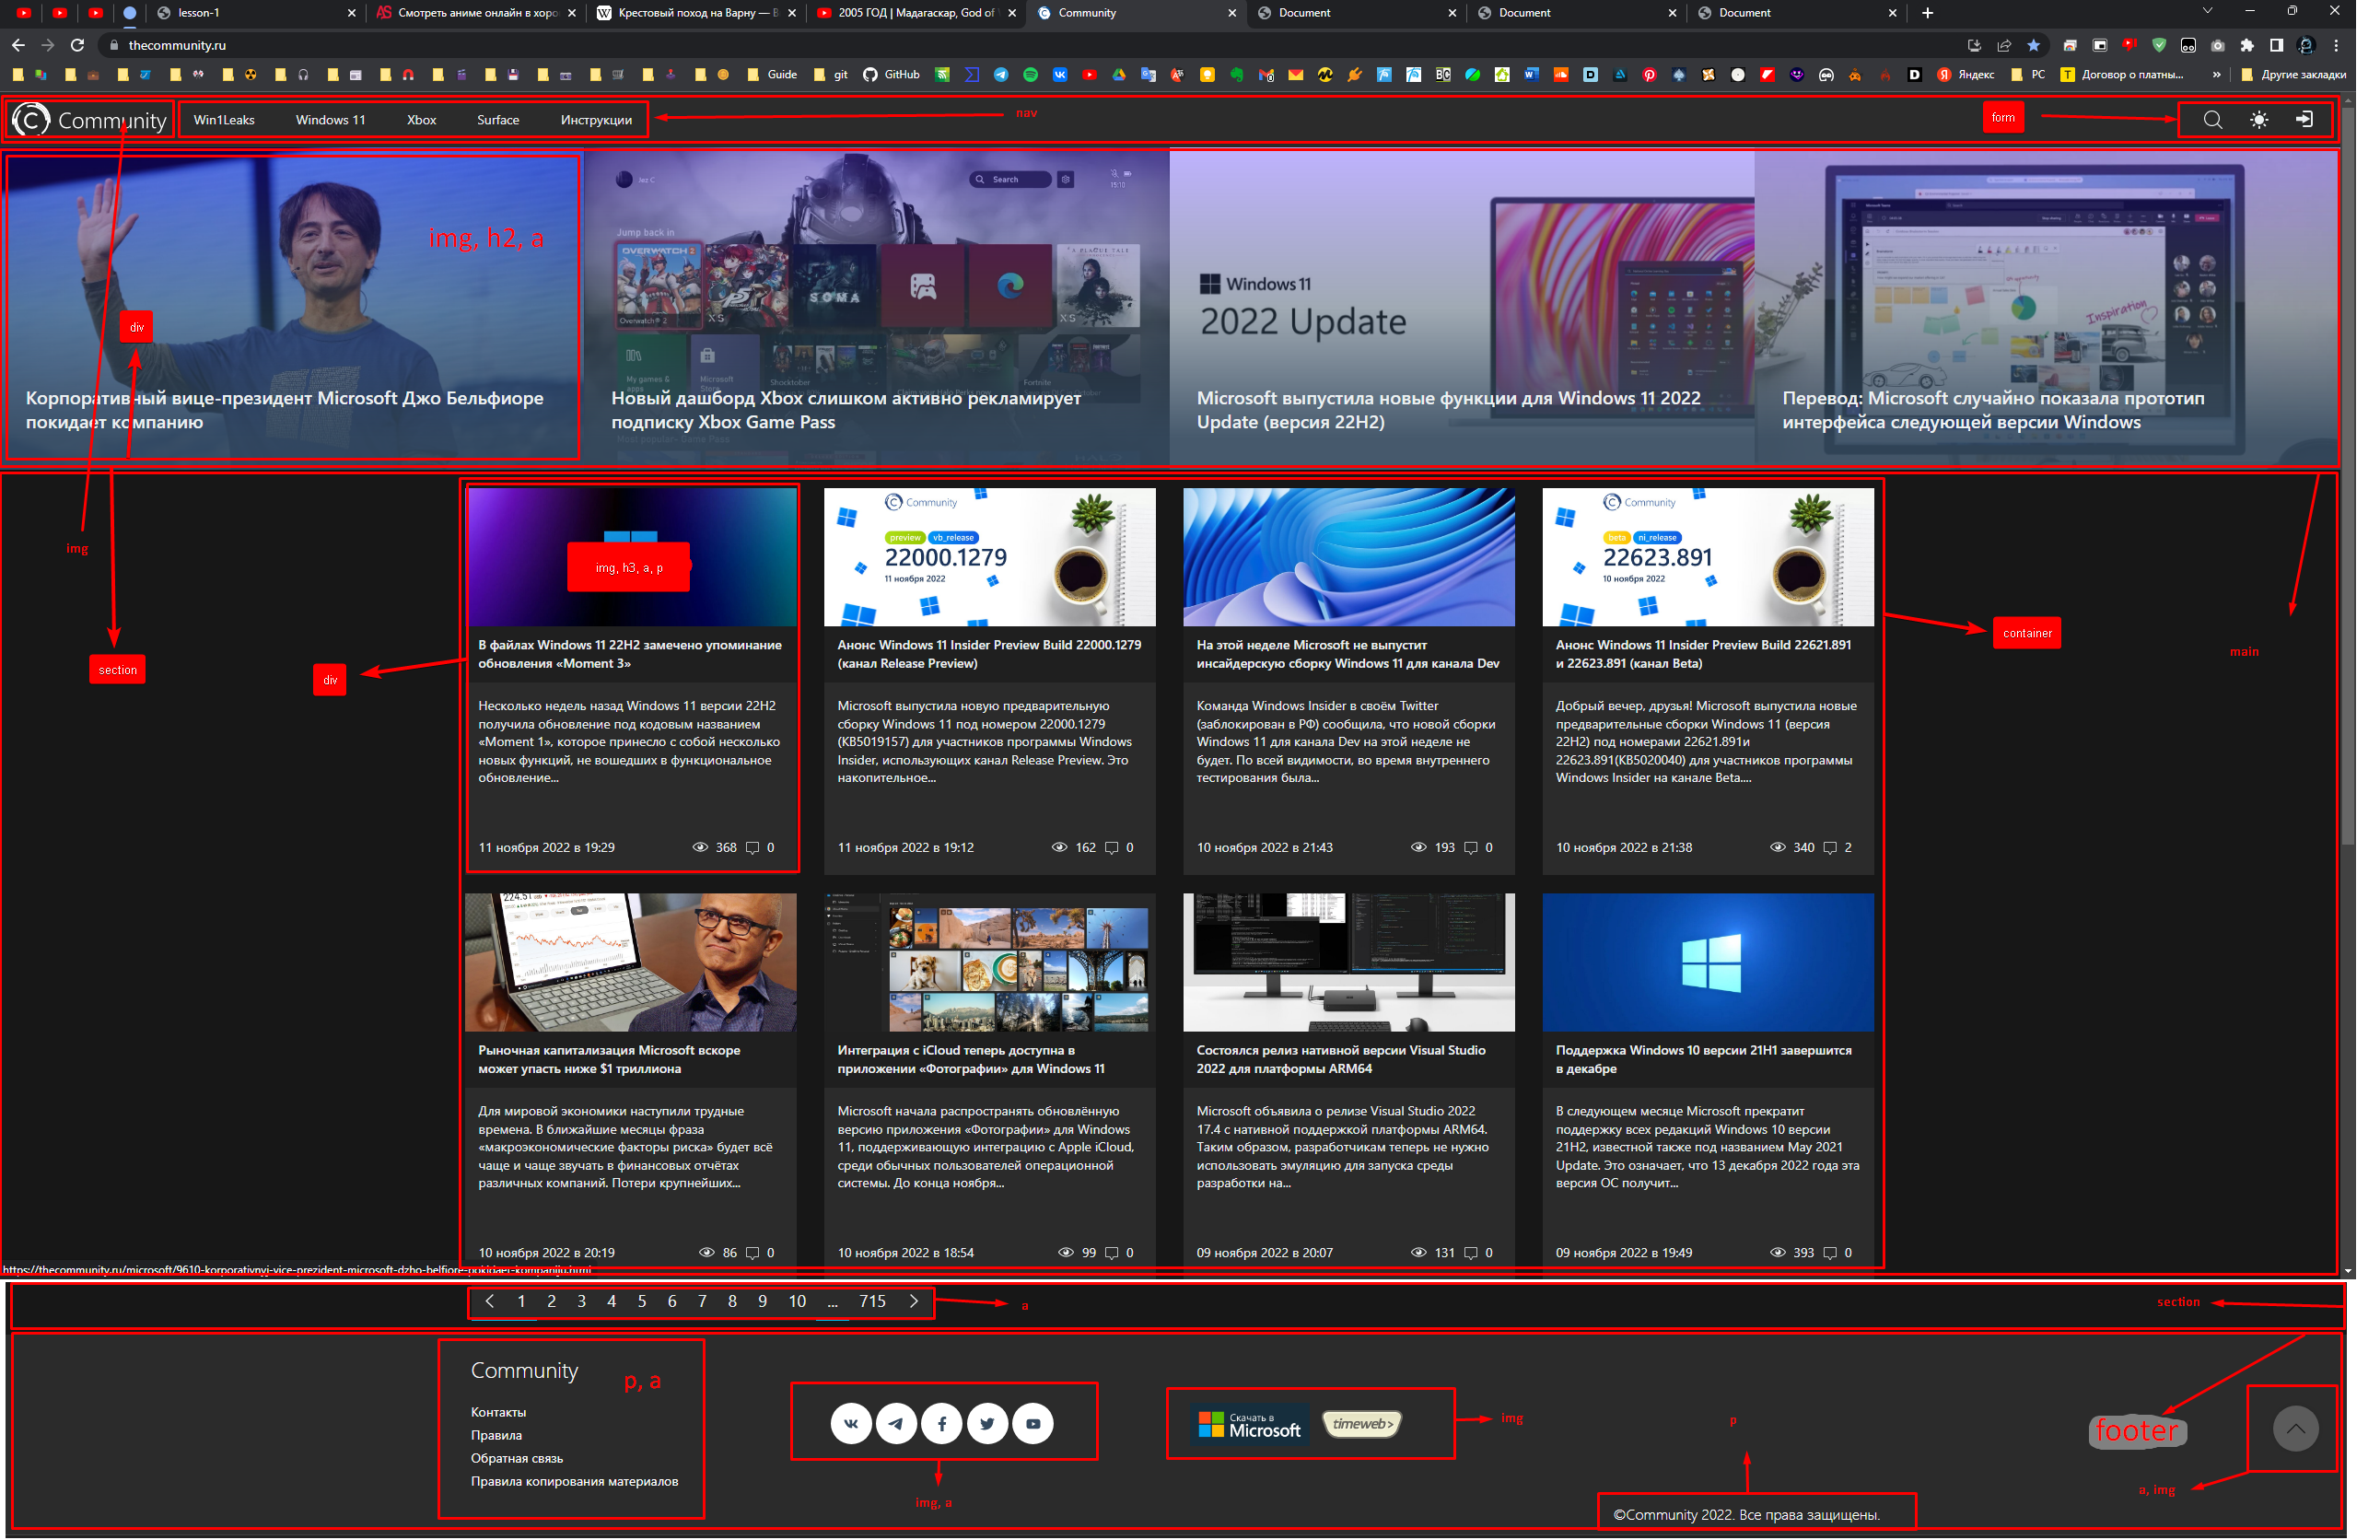 lesson-1
Смотреть аниме онлайн в хоро
Крестовый поход на Варну — В
2005 ГОД | Мадагаскар, God of
Community
Document
Document
Document
thecommunity.ru
Guide
git
GitHub
Яндекс
PC
Договор о платны...
»
Другие закладки
Community
Win1Leaks
Windows 11
Xbox
Surface
Инструкции
nav
form
img, h2, a
div
Корпоративный вице-президент Microsoft Джо Бельфиоре
покидает компанию
Jez C
Search
15:10
Jump back in
OVERWATCH 2
Overwatch® 2
X|S
SOMA
A PLAGUE TALE
X|S
My games &
apps
Microsoft
Store
Shocktober
Fortnite
Новый дашборд Xbox слишком активно рекламирует
подписку Xbox Game Pass
Windows 11
2022 Update
Microsoft выпустила новые функции для Windows 11 2022
Update (версия 22H2)
Inspiration
Перевод: Microsoft случайно показала прототип
интерфейса следующей версии Windows
img
section
div
container
main
img, h3, a, p
В файлах Windows 11 22H2 замечено упоминание
обновления «Moment 3»
Несколько недель назад Windows 11 версии 22H2
получила обновление под кодовым названием
«Moment 1», которое принесло с собой несколько
новых функций, не вошедших в функциональное
обновление...
11 ноября 2022 в 19:29
368
0
Community
preview
vb_release
22000.1279
11 ноября 2022
Анонс Windows 11 Insider Preview Build 22000.1279
(канал Release Preview)
Microsoft выпустила новую предварительную
сборку Windows 11 под номером 22000.1279
(KB5019157) для участников программы Windows
Insider, использующих канал Release Preview. Это
накопительное...
11 ноября 2022 в 19:12
162
0
На этой неделе Microsoft не выпустит
инсайдерскую сборку Windows 11 для канала Dev
Команда Windows Insider в своём Twitter
(заблокирован в РФ) сообщила, что новой сборки
Windows 11 для канала Dev на этой неделе не
будет. По всей видимости, во время внутреннего
тестирования была...
10 ноября 2022 в 21:43
193
0
Community
beta
ni_release
22623.891
10 ноября 2022
Анонс Windows 11 Insider Preview Build 22621.891
и 22623.891 (канал Beta)
Добрый вечер, друзья! Microsoft выпустила новые
предварительные сборки Windows 11 (версия
22H2) под номерами 22621.891и
22623.891(KB5020040) для участников программы
Windows Insider на канале Beta....
10 ноября 2022 в 21:38
340
2
224.51
Рыночная капитализация Microsoft вскоре
может упасть ниже $1 триллиона
Для мировой экономики наступили трудные
времена. В ближайшие месяцы фраза
«макроэкономические факторы риска» будет всё
чаще и чаще звучать в финансовых отчётах
различных компаний. Потери крупнейших...
10 ноября 2022 в 20:19
86
0
Интеграция с iCloud теперь доступна в
приложении «Фотографии» для Windows 11
Microsoft начала распространять обновлённую
версию приложения «Фотографии» для Windows
11, поддерживающую интеграцию с Apple iCloud,
среди обычных пользователей операционной
системы. До конца ноября...
10 ноября 2022 в 18:54
99
0
Состоялся релиз нативной версии Visual Studio
2022 для платформы ARM64
Microsoft объявила о релизе Visual Studio 2022
17.4 с нативной поддержкой платформы ARM64.
Таким образом, разработчикам теперь не нужно
использовать эмуляцию для запуска среды
разработки на...
09 ноября 2022 в 20:07
131
0
Поддержка Windows 10 версии 21H1 завершится
в декабре
В следующем месяце Microsoft прекратит
поддержку всех редакций Windows 10 версии
21H2, известной также под названием May 2021
Update. Это означает, что 13 декабря 2022 года эта
версия ОС получит...
09 ноября 2022 в 19:49
393
0
https://thecommunity.ru/microsoft/9610-korporativnyj-vice-prezident-microsoft-dzho-belfiore-pokidaet-kompaniju.html
1 2 3 4 5 6 7 8 9 10 ... 715
a
section
Community
p, a
Контакты
Правила
Обратная связь
Правила копирования материалов
img, a
Скачать в
Microsoft
timeweb>
img
p
footer
a, img
©Community 2022. Все права защищены.